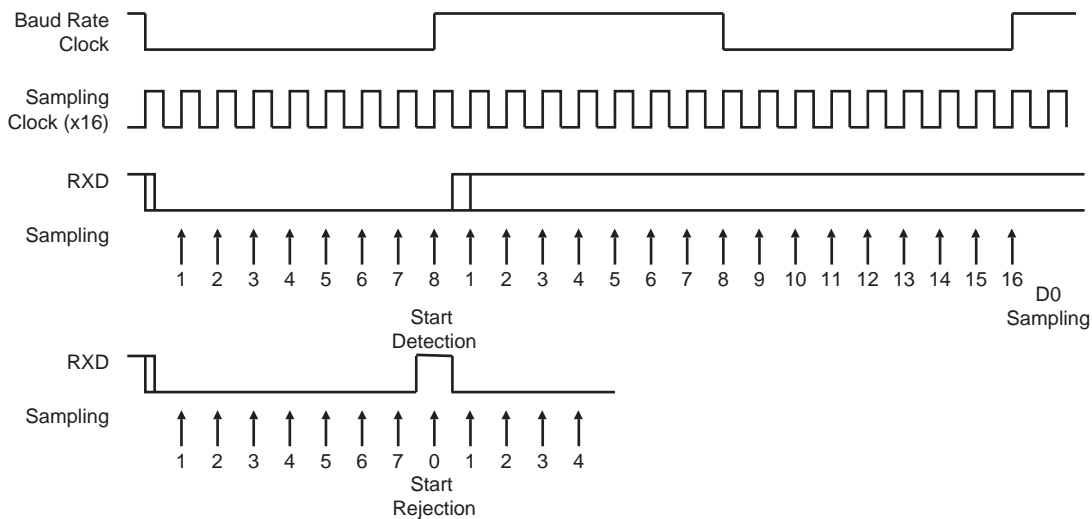 Baud Rate
Clock
Sampling
Clock (x16)
RXD
Sampling
1 2 3 4 5 6 7 8 1 2 3 4 5 6 7 8 9 10 11 12 13 14 15 16
D0
Sampling
Start
Detection
RXD
Sampling
1 2 3 4 5 6 7 0 1 2 3 4
Start
Rejection